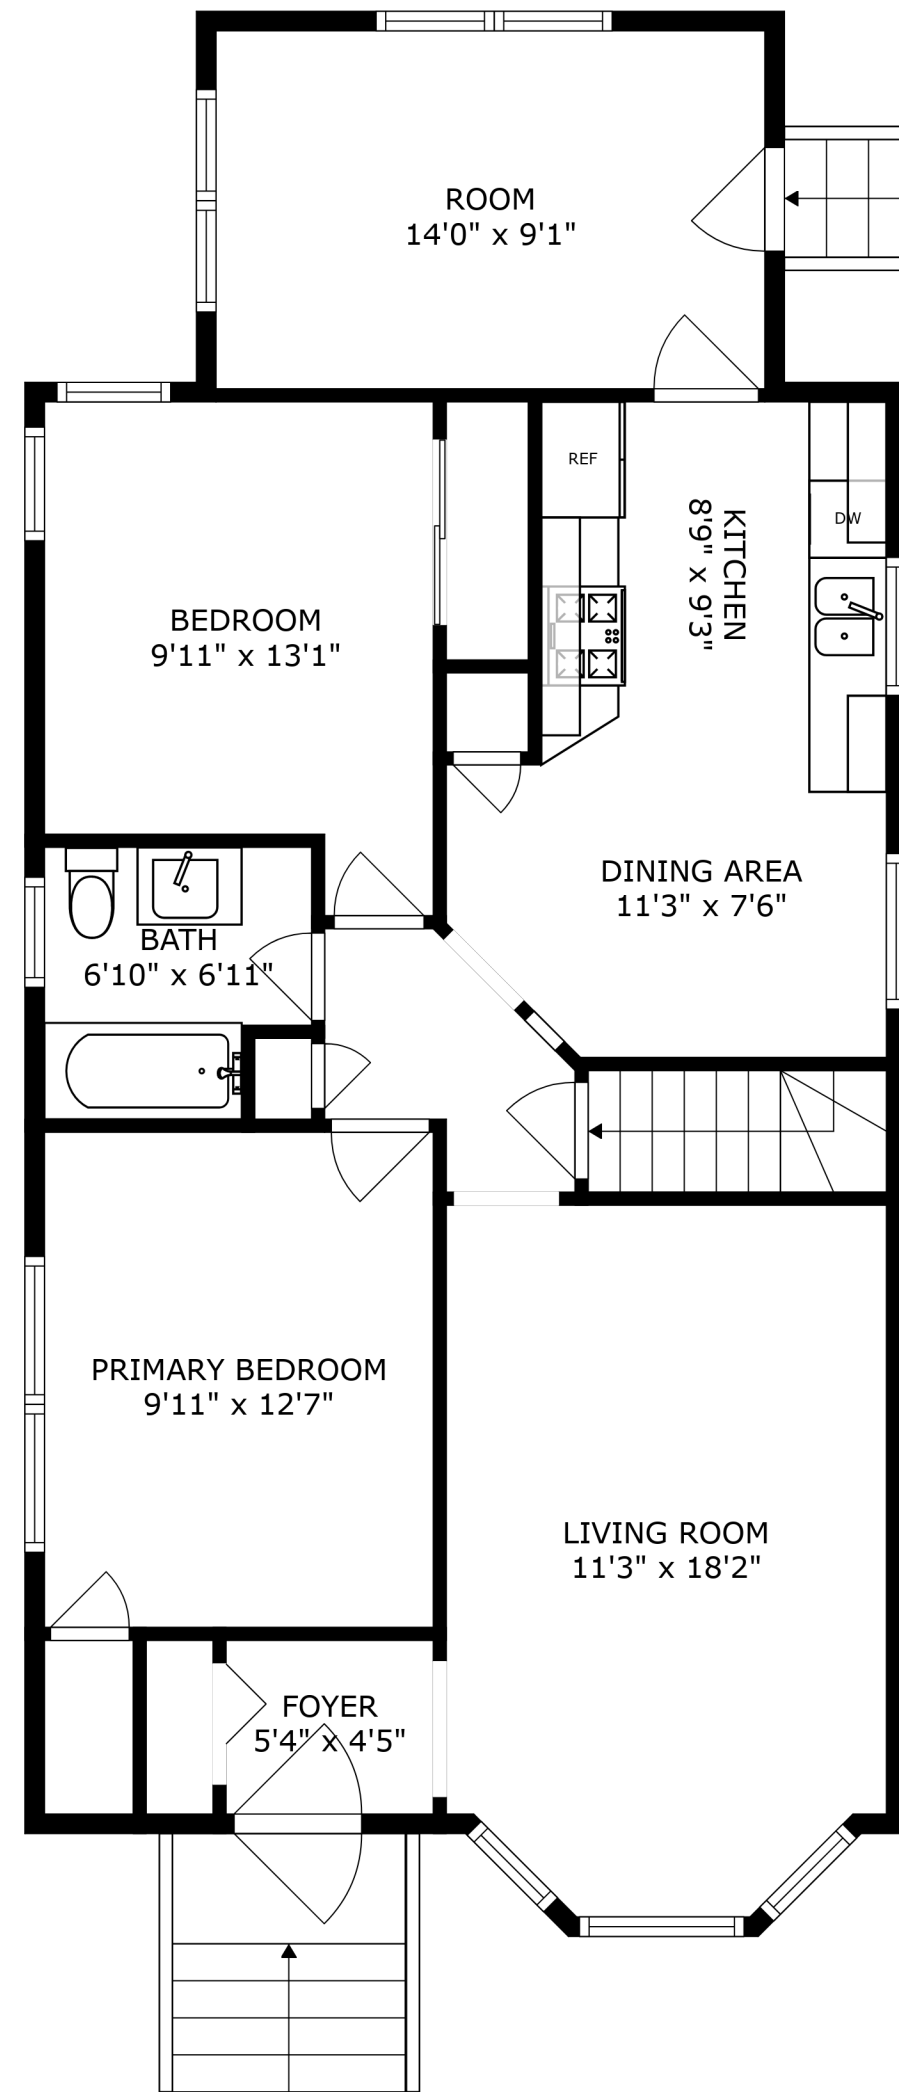 ROOM
14'0" x 9'1"
REF
KITCHEN
8'9" x 9'3"
DW
BEDROOM
9'11" x 13'1"
DINING AREA
11'3" x 7'6"
BATH
6'10" x 6'11"
PRIMARY BEDROOM
9'11" x 12'7"
LIVING ROOM
11'3" x 18'2"
FOYER
5'4" x 4'5"